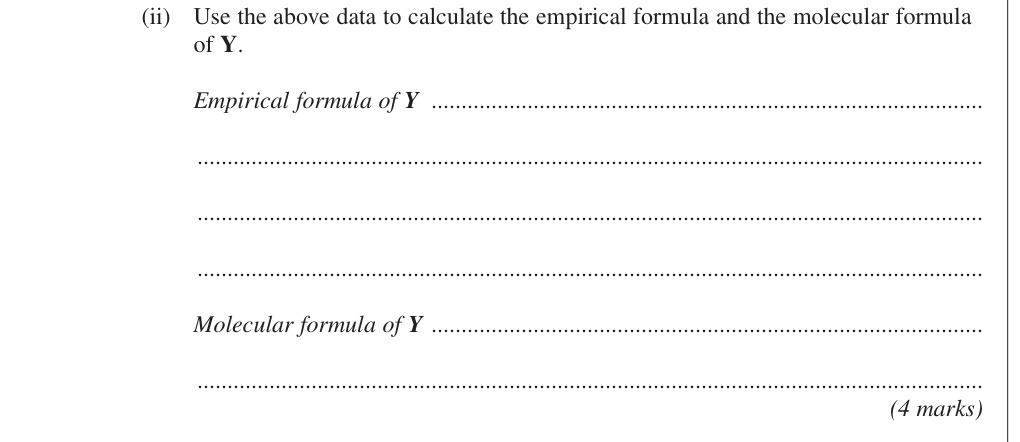 (ii) Use the above data to calculate the empirical formula and the molecular formula
of Y.
Empirical formula of Y ............................................................................................
...................................................................................................................................
...................................................................................................................................
...................................................................................................................................
Molecular formula of Y ............................................................................................
...................................................................................................................................
(4 marks)